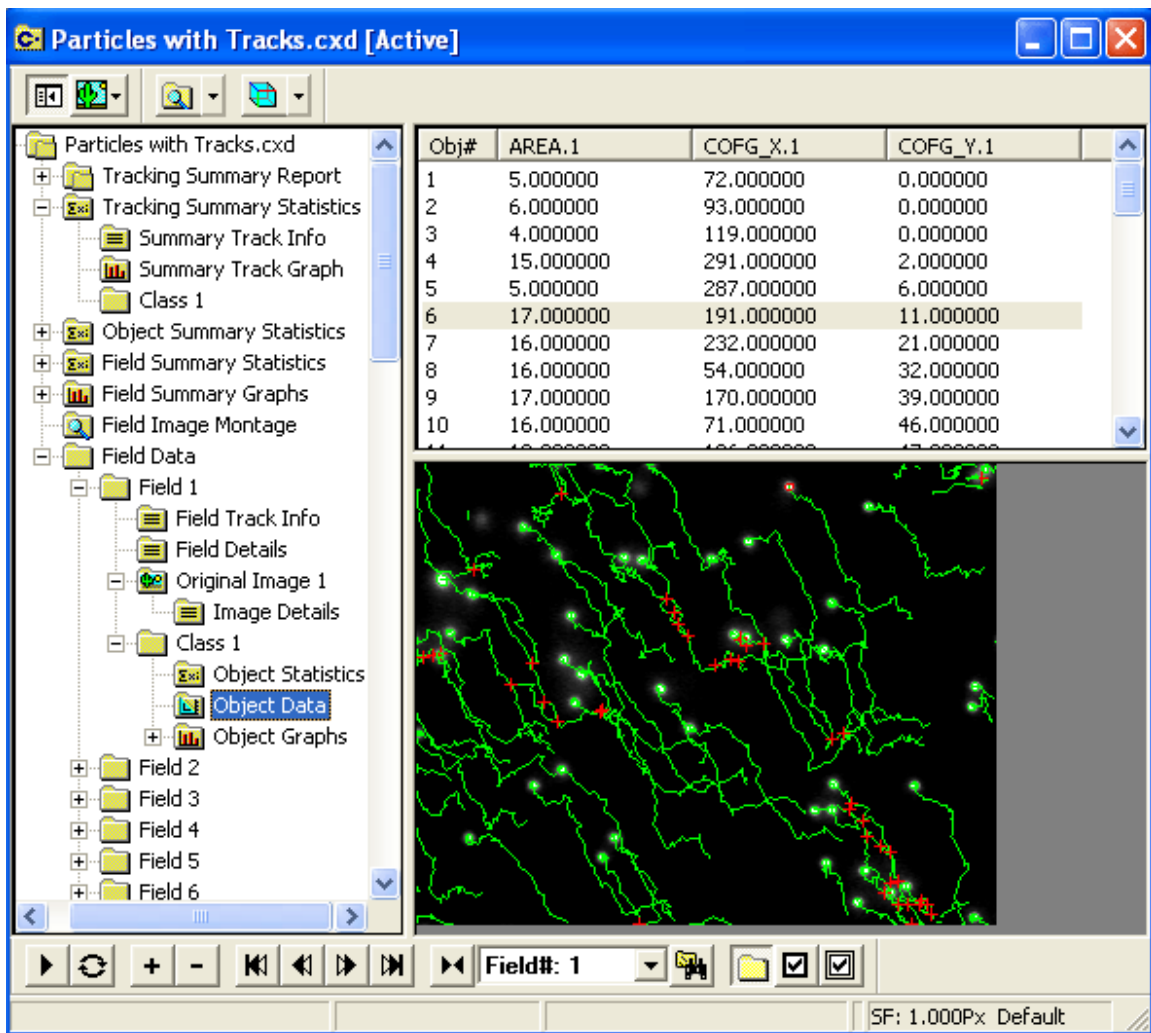 Particles with Tracks.cxd [Active]
Particles with Tracks.cxd
Tracking Summary Report
Tracking Summary Statistics
Summary Track Info
Summary Track Graph
Class 1
Object Summary Statistics
Field Summary Statistics
Field Summary Graphs
Field Image Montage
Field Data
Field 1
Field Track Info
Field Details
Original Image 1
Image Details
Class 1
Object Statistics
Object Data
Object Graphs
Field 2
Field 3
Field 4
Field 5
Field 6
Obj# AREA.1 COFG_X.1 COFG_Y.1
1 5.000000 72.000000 0.000000
2 6.000000 93.000000 0.000000
3 4.000000 119.000000 0.000000
4 15.000000 291.000000 2.000000
5 5.000000 287.000000 6.000000
6 17.000000 191.000000 11.000000
7 16.000000 232.000000 21.000000
8 16.000000 54.000000 32.000000
9 17.000000 170.000000 39.000000
10 16.000000 71.000000 46.000000
Field#: 1
SF: 1.000Px Default